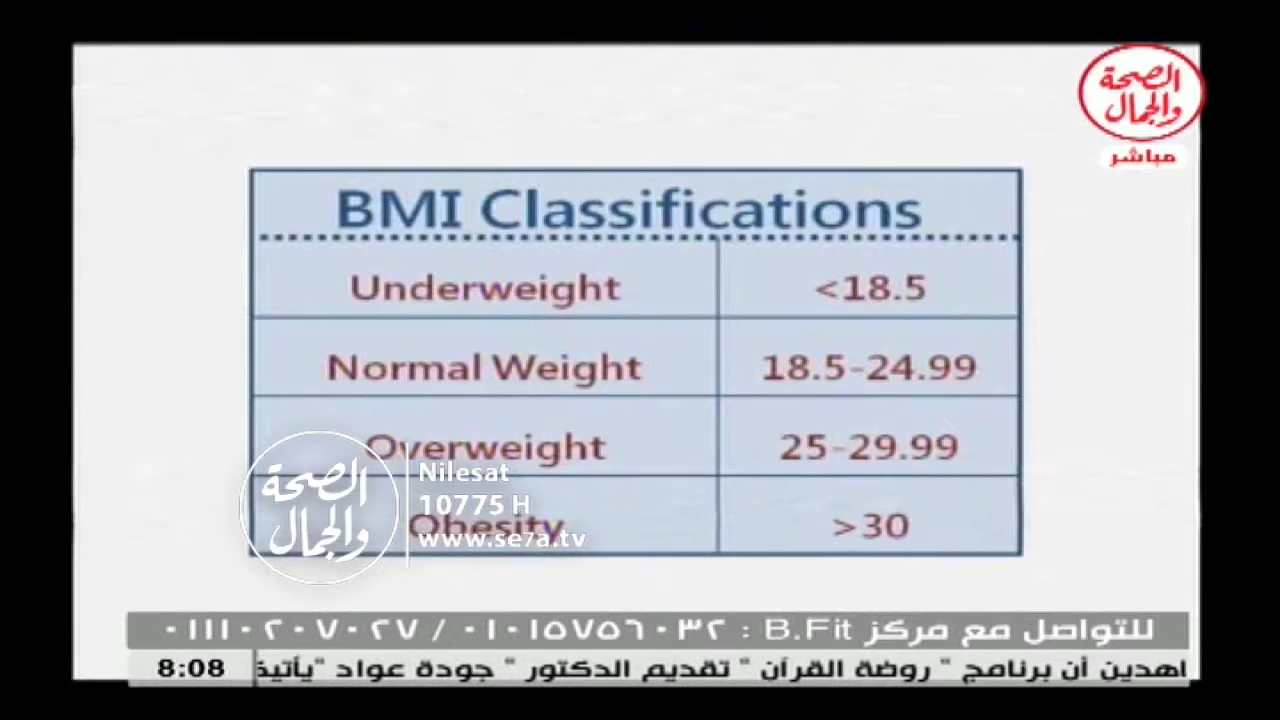 الصحة
والجمال
مباشر
BMI Classifications
Underweight <18.5
Normal Weight 18.5-24.99
Overweight 25-29.99
Obesity >30
الصحة
والجمال
Nilesat
10775 H
www.se7a.tv
للتواصل مع مركز B.Fit : ٠١٠١٥٧٥٦٠٣٢ / ٠١١١٠٢٠٧٠٢٧
اهدين أن برنامج " روضة القرآن " تقديم الدكتور " جودة عواد "يأتيك
8:08